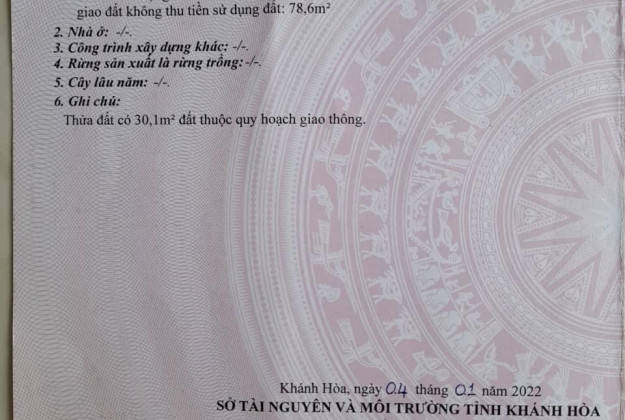 giao đất không thu tiền sử dụng đất: 78,6m²
2. Nhà ở: -/-.
3. Công trình xây dựng khác: -/-.
4. Rừng sản xuất là rừng trồng:-/-.
5. Cây lâu năm: -/-.
6. Ghi chú:
Thửa đất có 30,1m² đất thuộc quy hoạch giao thông.
Khánh Hòa, ngày 04 tháng 01 năm 2022
SỞ TÀI NGUYÊN VÀ MÔI TRƯỜNG TỈNH KHÁNH HÒA